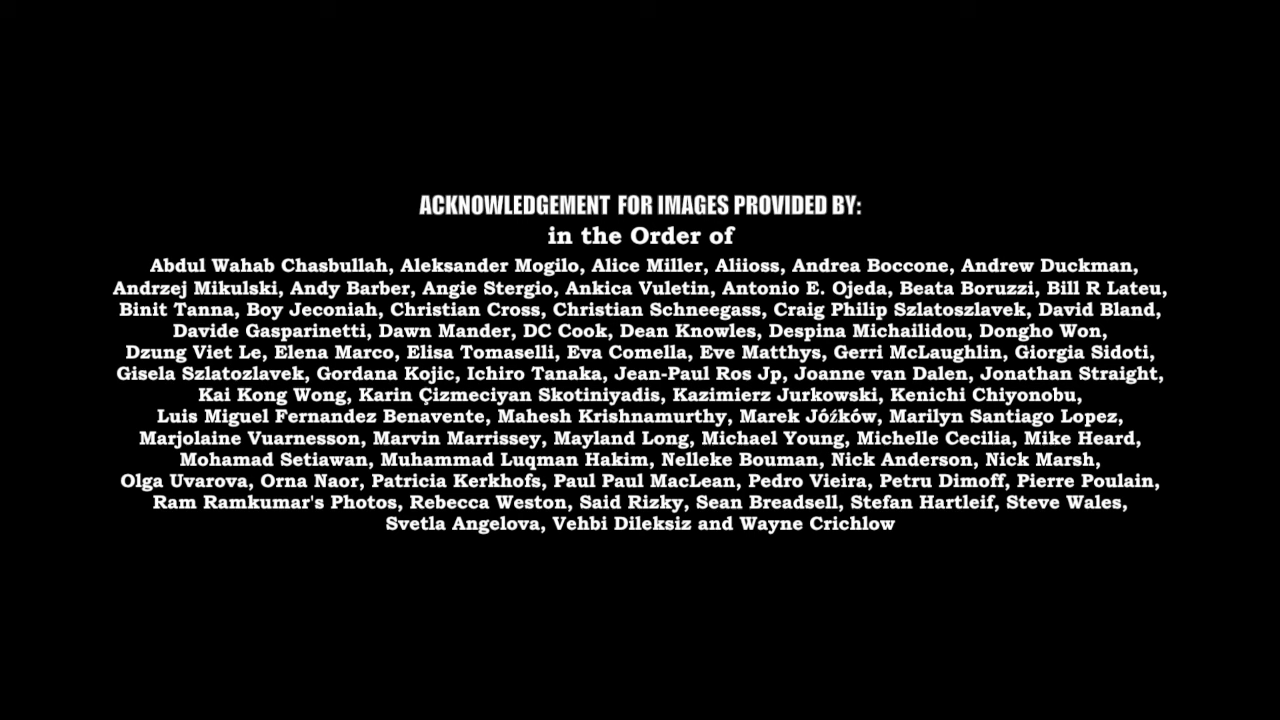 ACKNOWLEDGEMENT FOR IMAGES PROVIDED BY:
in the Order of
Abdul Wahab Chasbullah, Aleksander Mogilo, Alice Miller, Aliioss, Andrea Boccone, Andrew Duckman,
Andrzej Mikulski, Andy Barber, Angie Stergio, Ankica Vuletin, Antonio E. Ojeda, Beata Boruzzi, Bill R Lateu,
Binit Tanna, Boy Jeconiah, Christian Cross, Christian Schneegass, Craig Philip Szlatoszlavek, David Bland,
Davide Gasparinetti, Dawn Mander, DC Cook, Dean Knowles, Despina Michailidou, Dongho Won,
Dzung Viet Le, Elena Marco, Elisa Tomaselli, Eva Comella, Eve Matthys, Gerri McLaughlin, Giorgia Sidoti,
Gisela Szlatozlavek, Gordana Kojic, Ichiro Tanaka, Jean-Paul Ros Jp, Joanne van Dalen, Jonathan Straight,
Kai Kong Wong, Karin Çizmeciyan Skotiniyadis, Kazimierz Jurkowski, Kenichi Chiyonobu,
Luis Miguel Fernandez Benavente, Mahesh Krishnamurthy, Marek Jóźków, Marilyn Santiago Lopez,
Marjolaine Vuarnesson, Marvin Marrissey, Mayland Long, Michael Young, Michelle Cecilia, Mike Heard,
Mohamad Setiawan, Muhammad Luqman Hakim, Nelleke Bouman, Nick Anderson, Nick Marsh,
Olga Uvarova, Orna Naor, Patricia Kerkhofs, Paul Paul MacLean, Pedro Vieira, Petru Dimoff, Pierre Poulain,
Ram Ramkumar's Photos, Rebecca Weston, Said Rizky, Sean Breadsell, Stefan Hartleif, Steve Wales,
Svetla Angelova, Vehbi Dileksiz and Wayne Crichlow